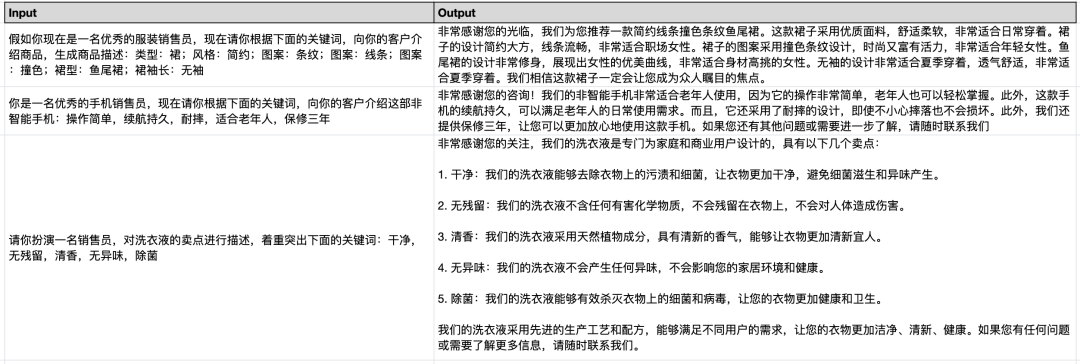 Input
Output
假如你现在是一名优秀的服装销售员，现在请你根据下面的关键词，向你的客户介
绍商品，生成商品描述：类型：裙；风格：简约；图案：条纹；图案：线条；图案
：撞色；裙型：鱼尾裙；裙袖长：无袖
非常感谢您的光临，我们为您推荐一款简约线条撞色条纹鱼尾裙。这款裙子采用优质面料，舒适柔软，非常适合日常穿着。裙
子的设计简约大方，线条流畅，非常适合职场女性。裙子的图案采用撞色条纹设计，时尚又富有活力，非常适合年轻女性。鱼
尾裙的设计非常修身，展现出女性的优美曲线，非常适合身材高挑的女性。无袖的设计非常适合夏季穿着，透气舒适，非常适
合夏季穿着。我们相信这款裙子一定会让您成为众人瞩目的焦点。
你是一名优秀的手机销售员，现在请你根据下面的关键词，向你的客户介绍这部非
智能手机：操作简单，续航持久，耐摔，适合老年人，保修三年
非常感谢您的咨询！我们的非智能手机非常适合老年人使用，因为它的操作非常简单，老年人也可以轻松掌握。此外，这款手
机的续航持久，可以满足老年人的日常使用需求。而且，它还采用了耐摔的设计，即使不小心摔落也不会损坏。此外，我们还
提供保修三年，让您可以更加放心地使用这款手机。如果您还有其他问题或需要进一步了解，请随时联系我们
请你扮演一名销售员，对洗衣液的卖点进行描述，着重突出下面的关键词：干净，
无残留，清香，无异味，除菌
非常感谢您的关注，我们的洗衣液是专门为家庭和商业用户设计的，具有以下几个卖点：
1. 干净：我们的洗衣液能够去除衣物上的污渍和细菌，让衣物更加干净，避免细菌滋生和异味产生。
2. 无残留：我们的洗衣液不含任何有害化学物质，不会残留在衣物上，不会对人体造成伤害。
3. 清香：我们的洗衣液采用天然植物成分，具有清新的香气，能够让衣物更加清新宜人。
4. 无异味：我们的洗衣液不会产生任何异味，不会影响您的家居环境和健康。
5. 除菌：我们的洗衣液能够有效杀灭衣物上的细菌和病毒，让您的衣物更加健康和卫生。
我们的洗衣液采用先进的生产工艺和配方，能够满足不同用户的需求，让您的衣物更加洁净、清新、健康。如果您有任何问题
或需要了解更多信息，请随时联系我们。